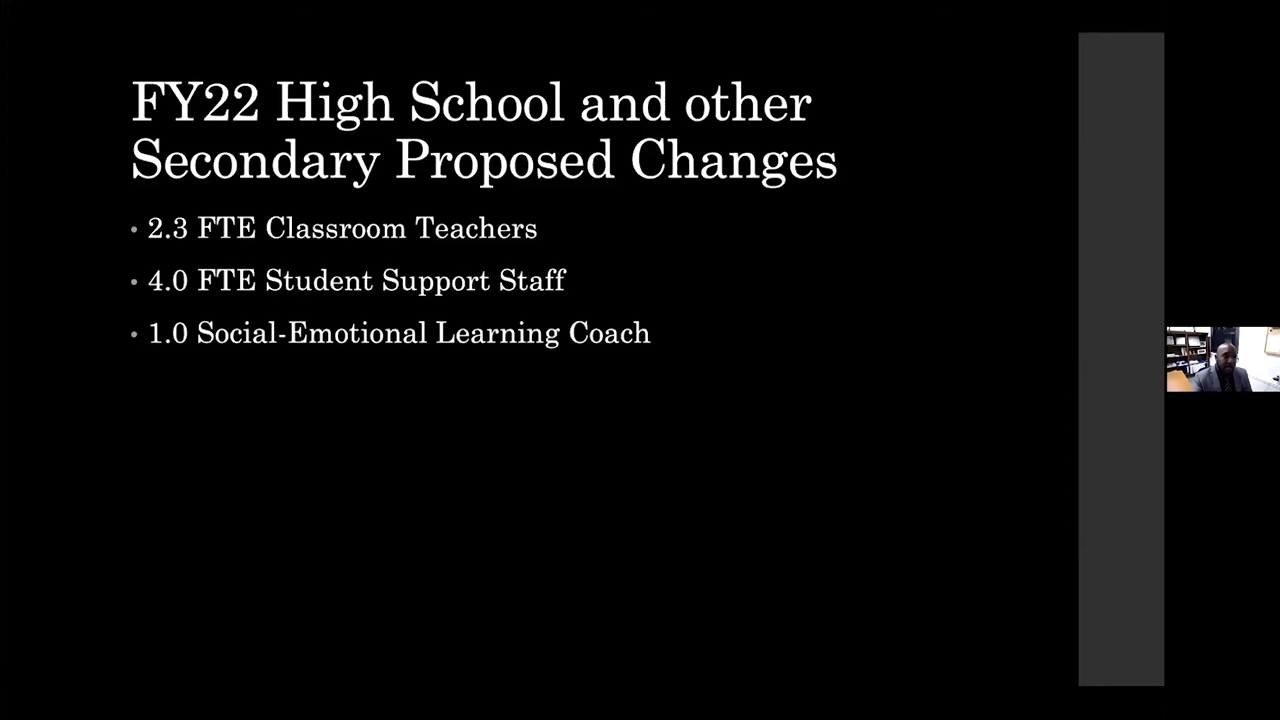 FY22 High School and other
Secondary Proposed Changes
• 2.3 FTE Classroom Teachers
• 4.0 FTE Student Support Staff
• 1.0 Social-Emotional Learning Coach